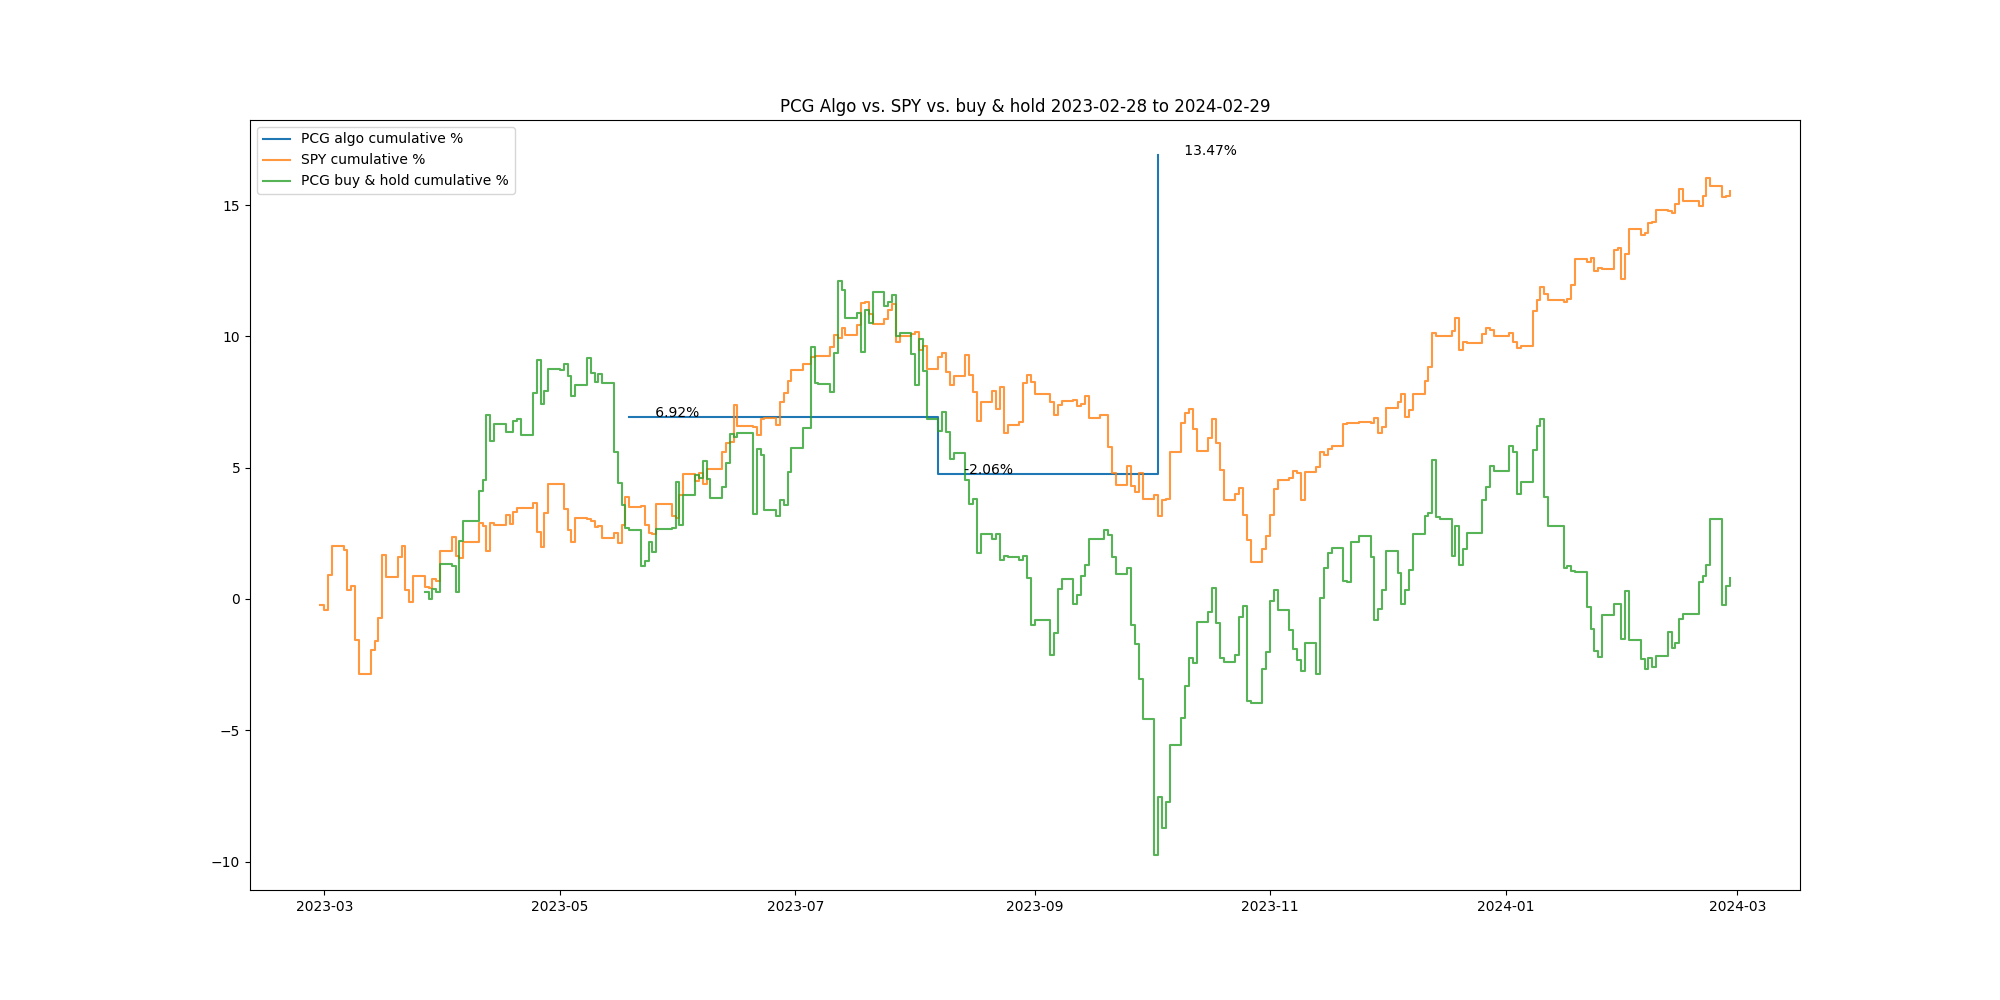 PCG Algo vs. SPY vs. buy & hold 2023-02-28 to 2024-02-29
PCG algo cumulative %
SPY cumulative %
PCG buy & hold cumulative %
13.47%
6.92%
-2.06%
15
10
5
0
−5
−10
2023-03 2023-05 2023-07 2023-09 2023-11 2024-01 2024-03